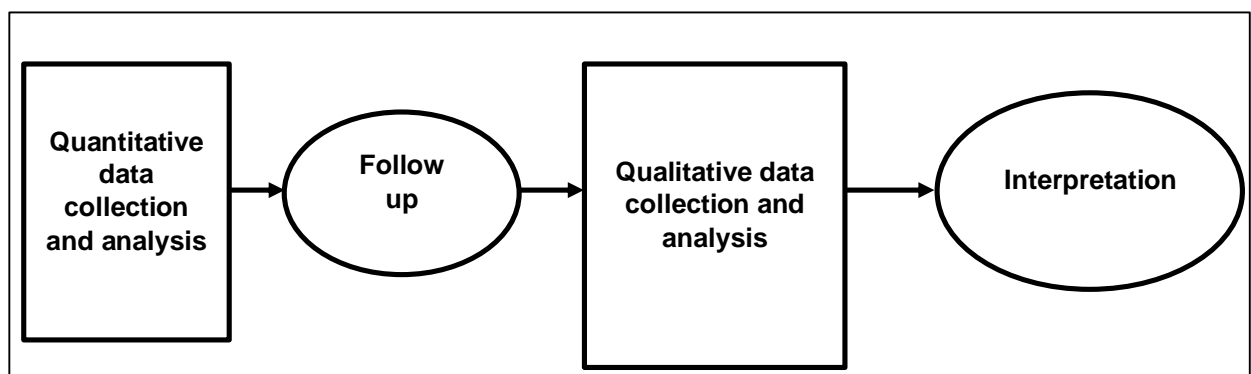 Quantitative
data
collection
and analysis
Follow
up
Qualitative data
collection and
analysis
Interpretation